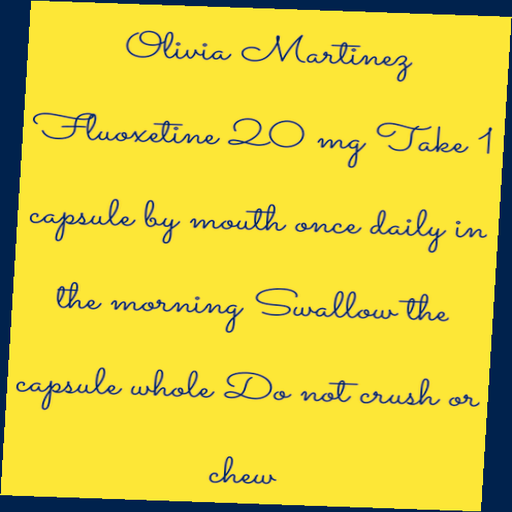 Olivia Martinez
Fluoxetine 20 mg Take 1
capsule by mouth once daily in
the morning Swallow the
capsule whole Do not crush or
chew